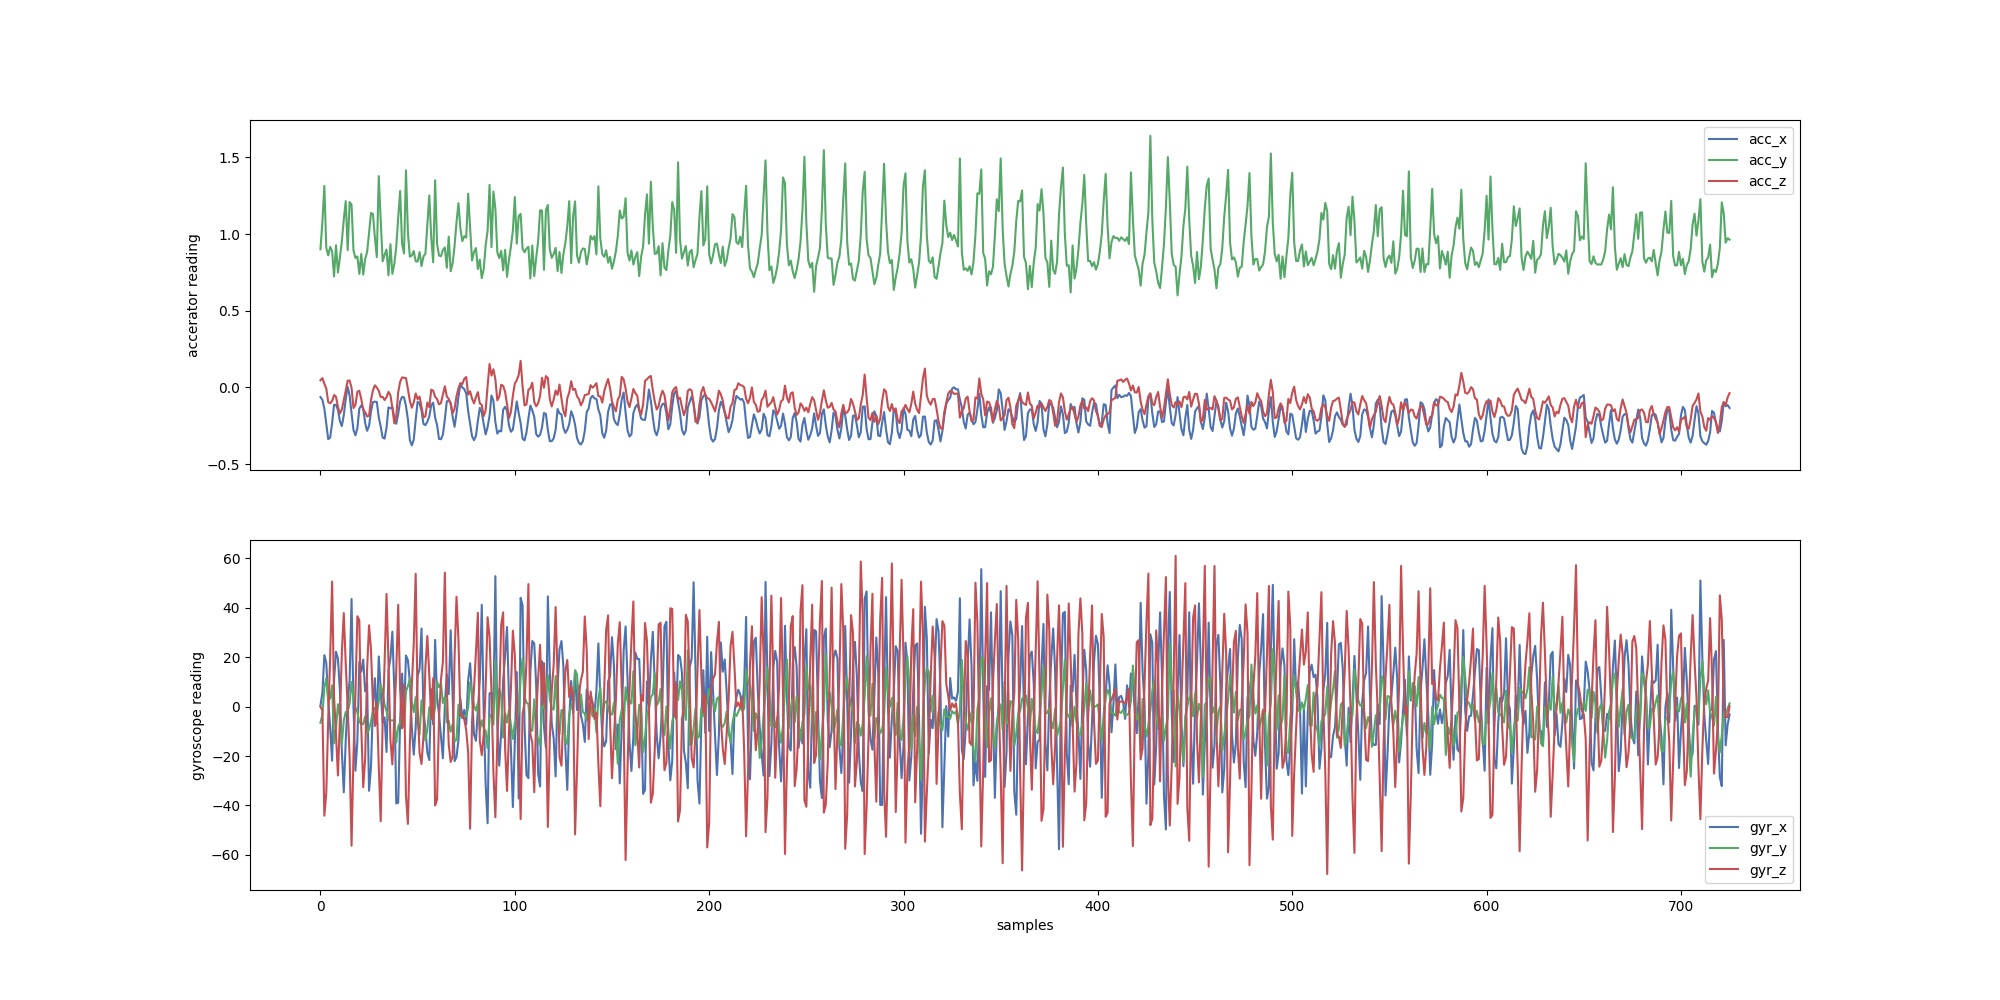 accerator reading
1.5
1.0
0.5
0.0
−0.5
acc_x
acc_y
acc_z
gyroscope reading
60
40
20
0
−20
−40
−60
gyr_x
gyr_y
gyr_z
0 100 200 300 400 500 600 700
samples